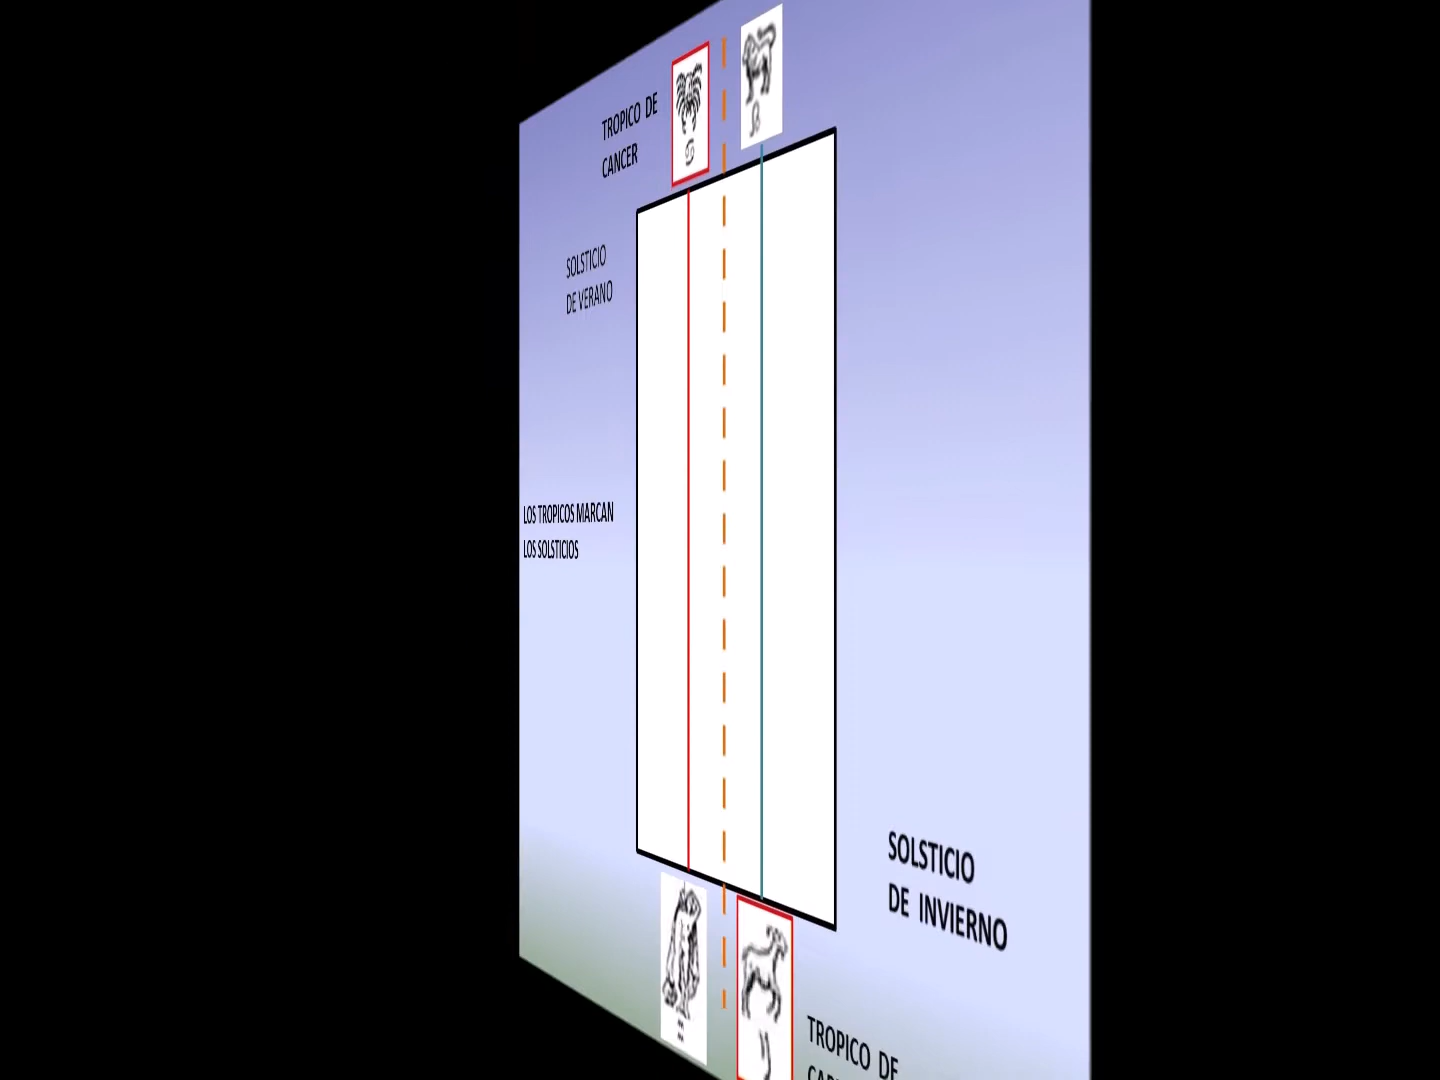 TROPICO DE
CANCER
SOLSTICIO
DE VERANO
LOS TROPICOS MARCAN
LOS SOLSTICIOS
SOLSTICIO
DE INVIERNO
TROPICO DE